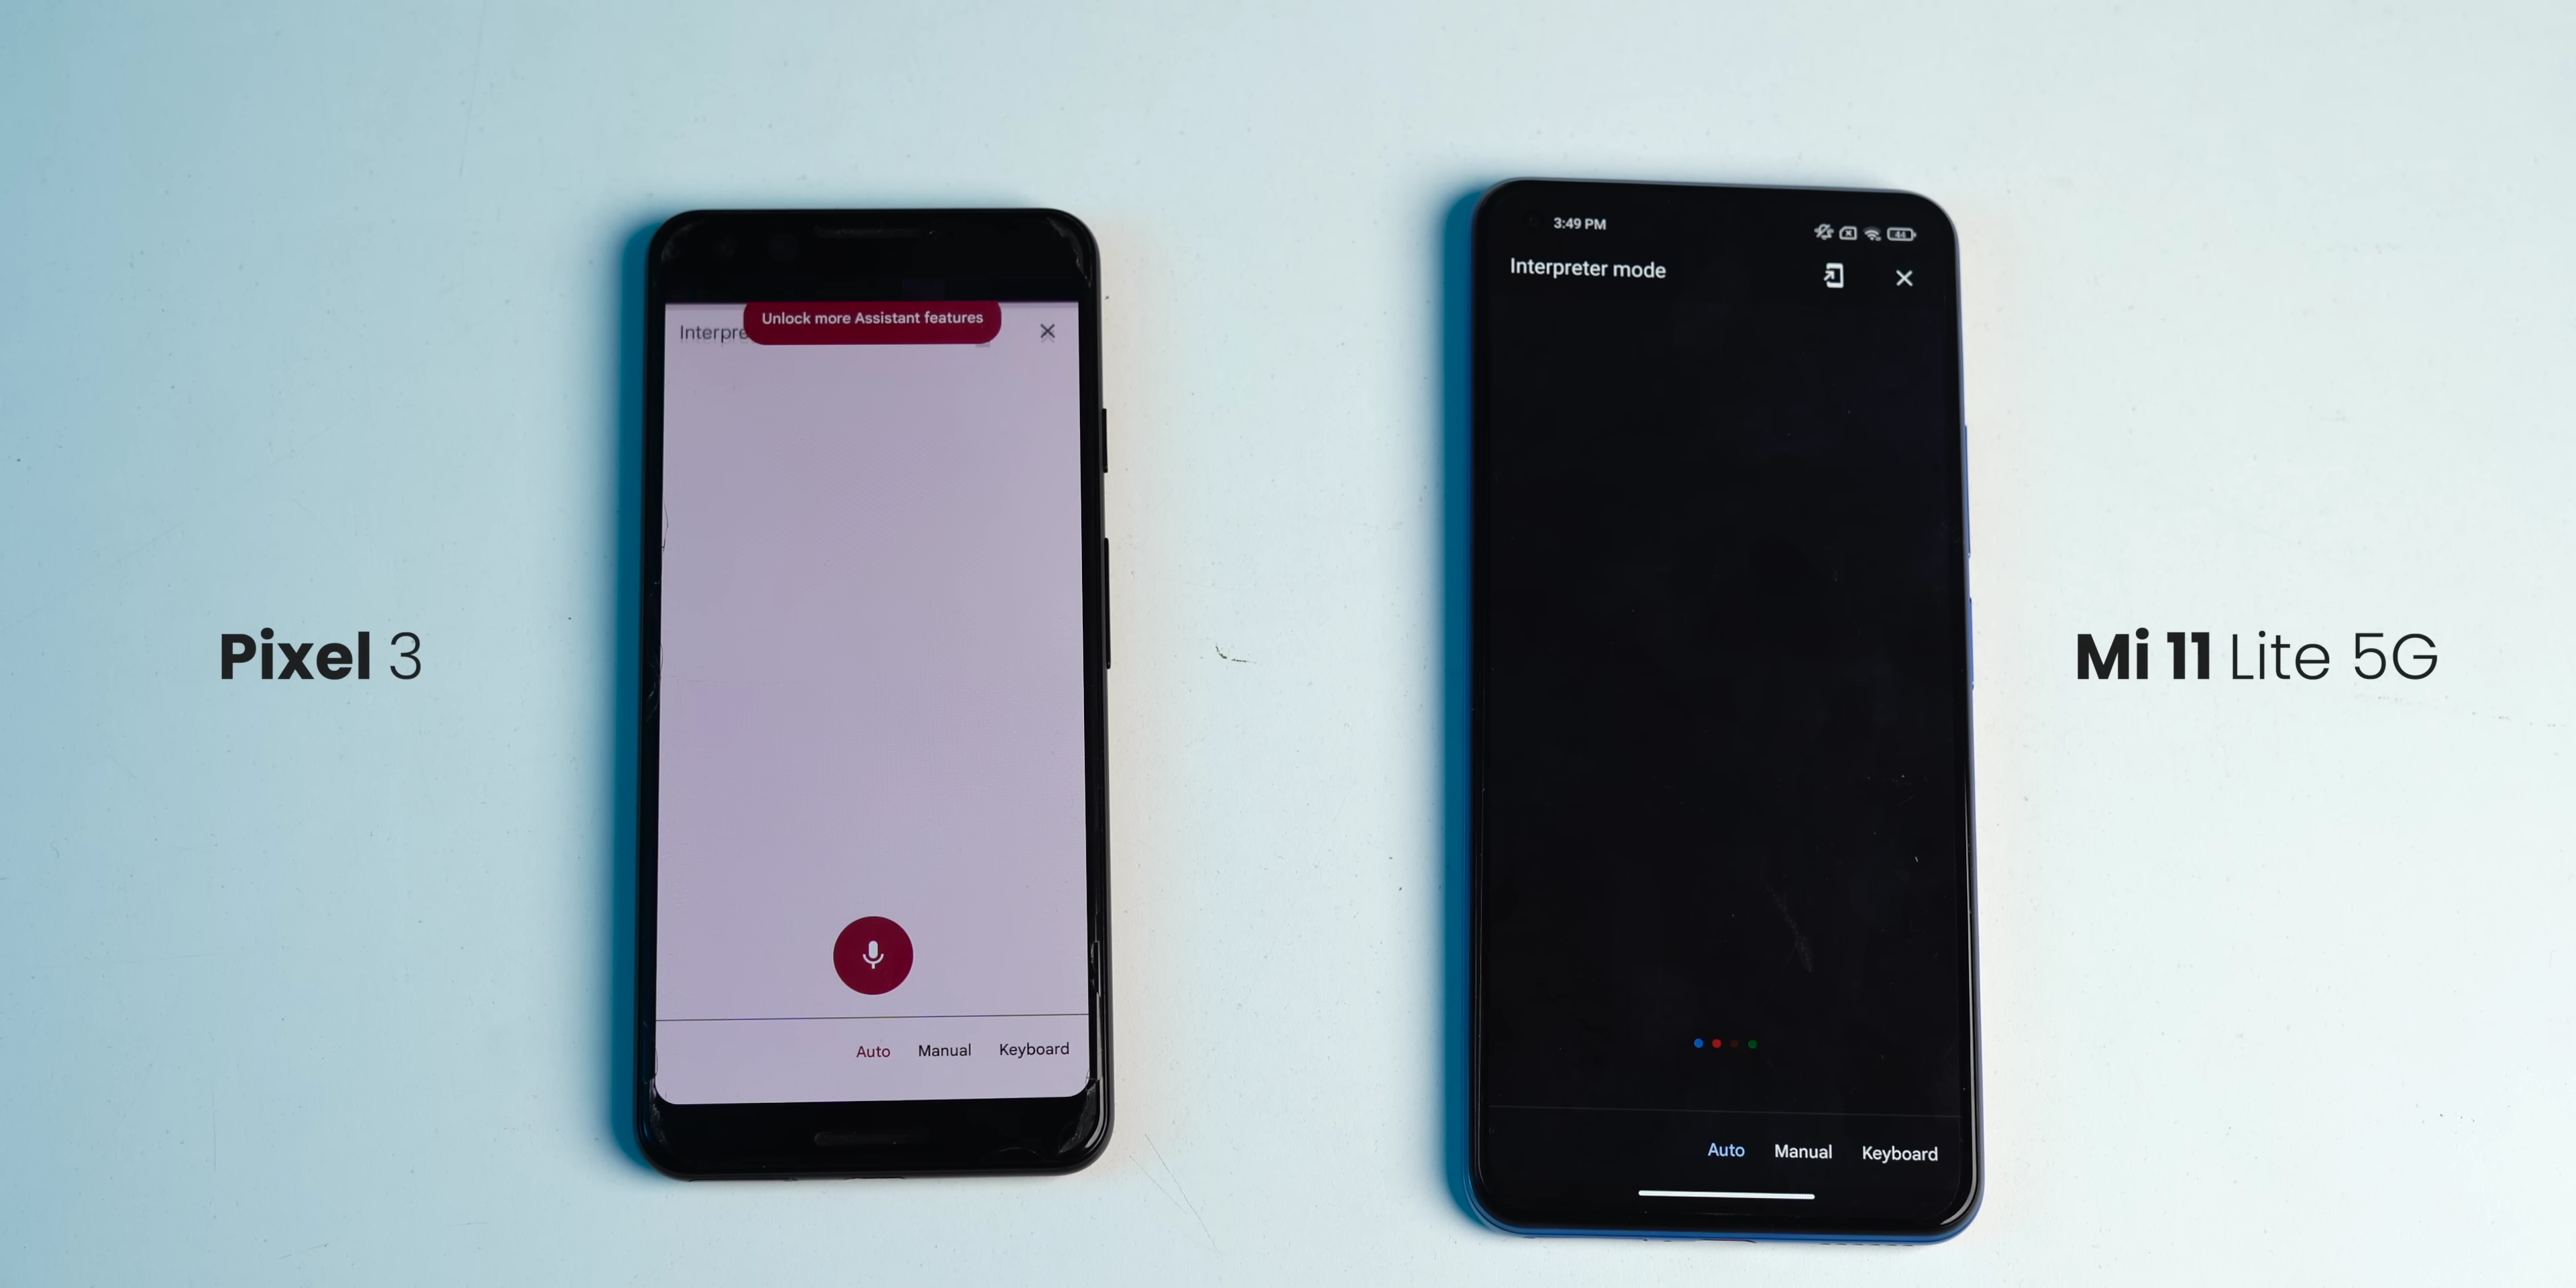 Pixel 3
Unlock more Assistant features
Interpre
Auto Manual Keyboard
3:49 PM
44
Interpreter mode
Auto Manual Keyboard
Mi 11 Lite 5G